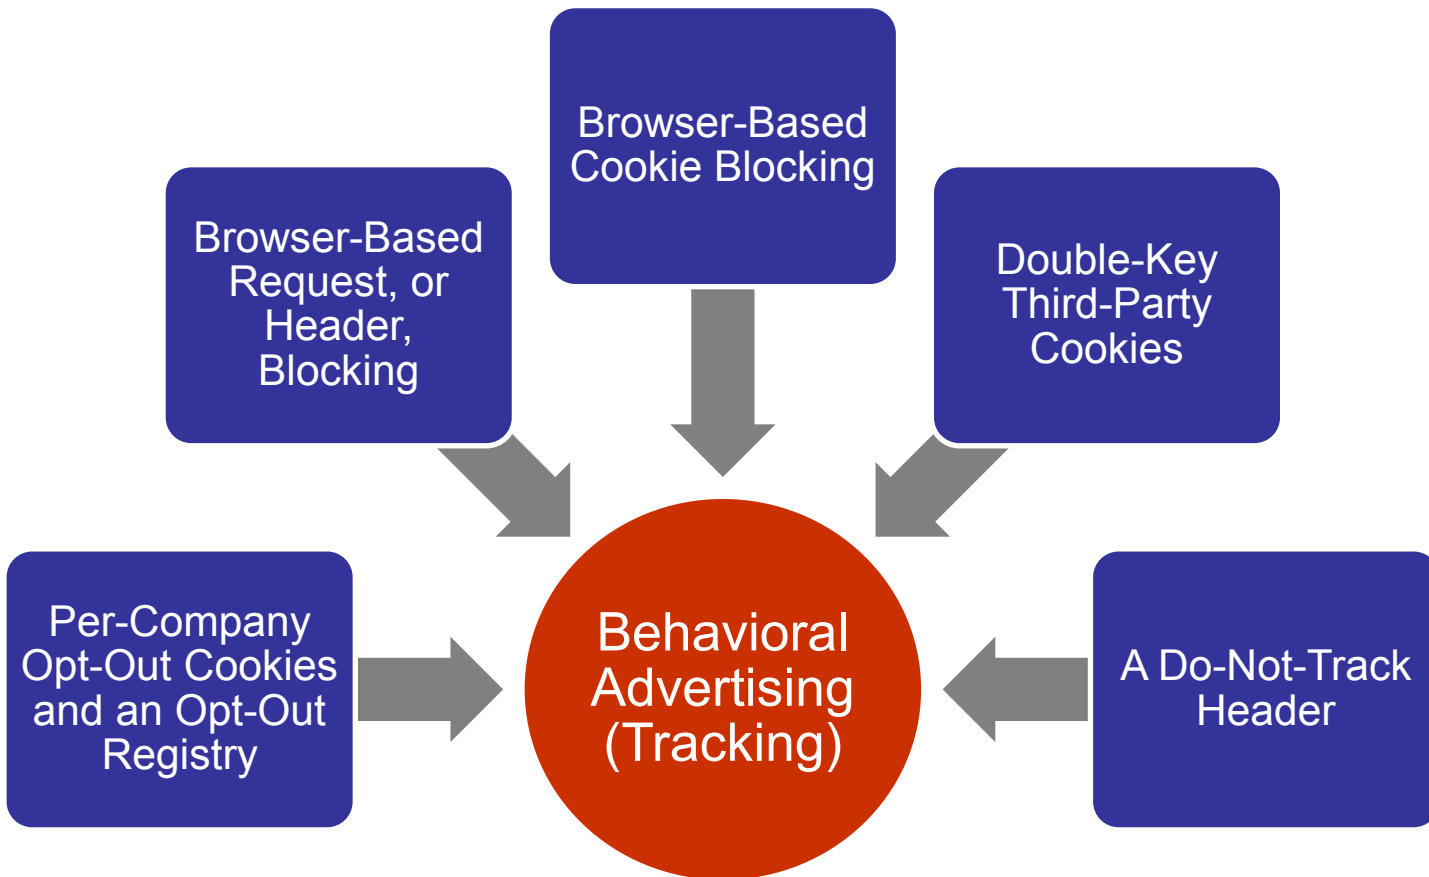 Browser-Based
Cookie Blocking
Browser-Based
Request, or
Header,
Blocking
Double-Key
Third-Party
Cookies
Per-Company
Opt-Out Cookies
and an Opt-Out
Registry
Behavioral
Advertising
(Tracking)
A Do-Not-Track
Header